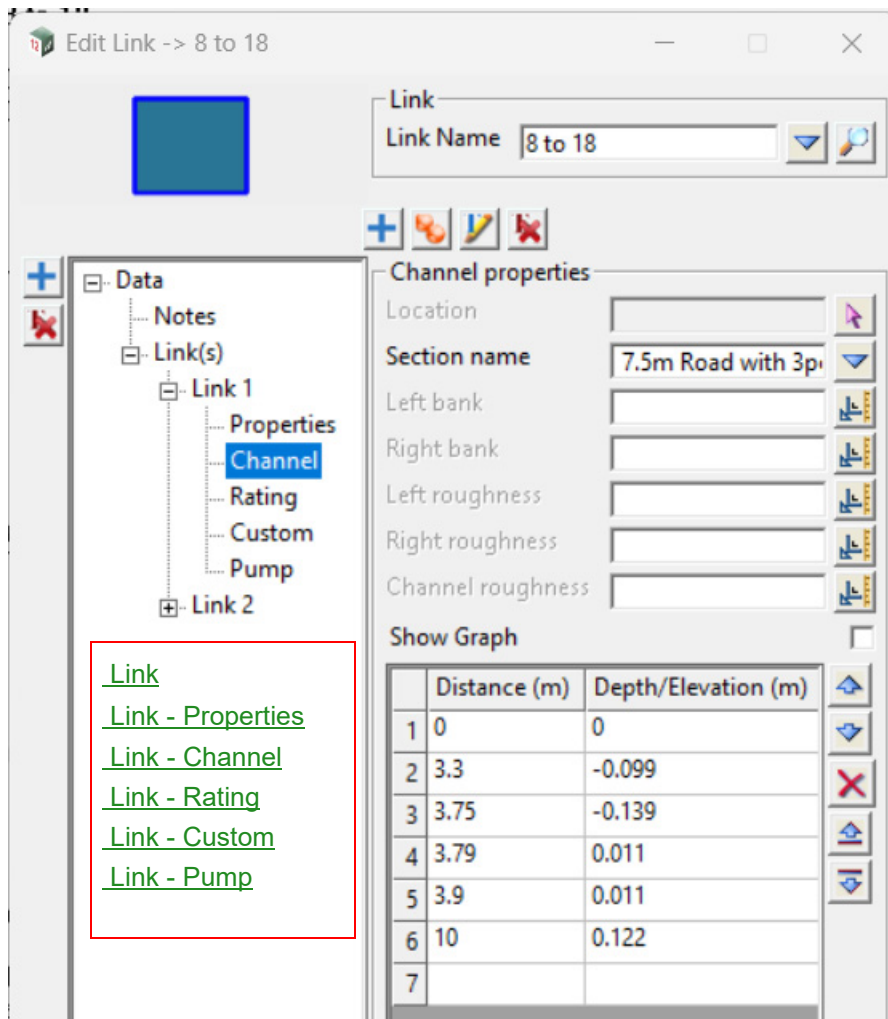 Edit Link -> 8 to 18
Link
Link Name 8 to 18
Data
Notes
Link(s)
Link 1
Properties
Channel
Rating
Custom
Pump
Link 2
Link
Link - Properties
Link - Channel
Link - Rating
Link - Custom
Link - Pump
Channel properties
Location
Section name 7.5m Road with 3p
Left bank
Right bank
Left roughness
Right roughness
Channel roughness
Show Graph
Distance (m) Depth/Elevation (m)
1 0 0
2 3.3 -0.099
3 3.75 -0.139
4 3.79 0.011
5 3.9 0.011
6 10 0.122
7